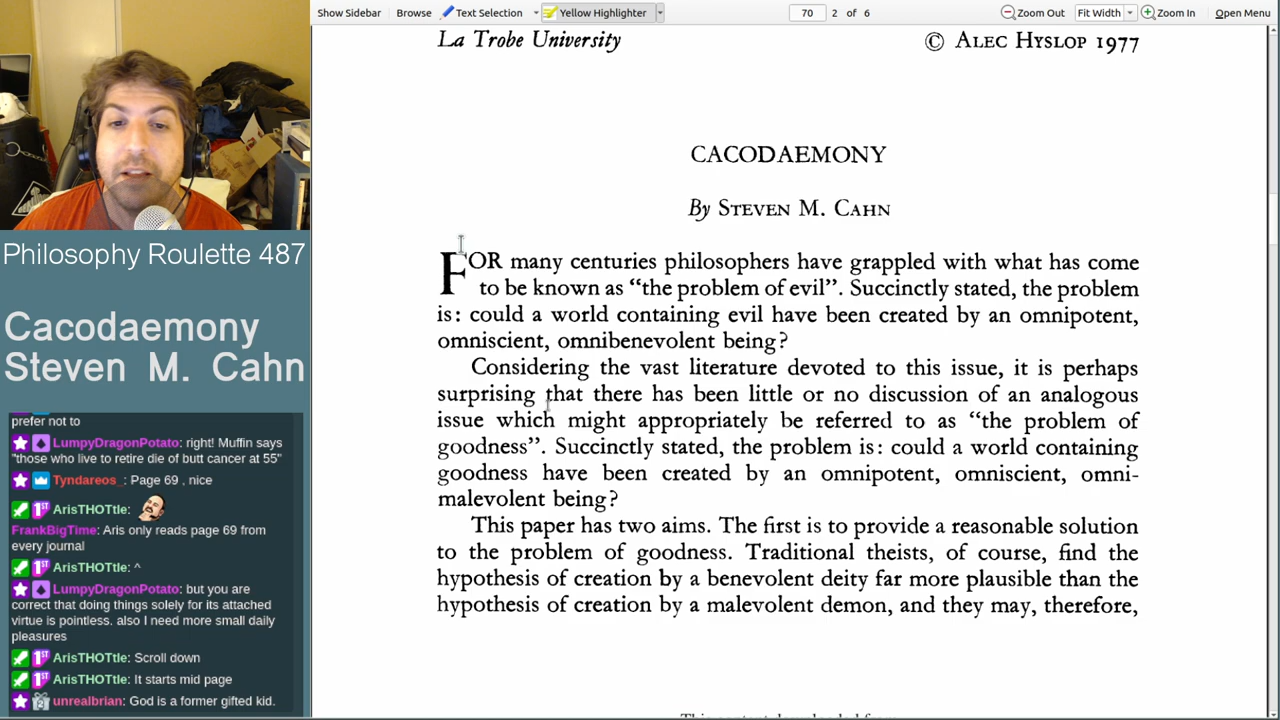 Show Sidebar Browse Text Selection Yellow Highlighter 70 2 of 6 Zoom Out Fit Width Zoom In Open Menu
La Trobe University © ALEC HYSLOP 1977
CACODAEMONY
By STEVEN M. CAHN
FOR many centuries philosophers have grappled with what has come
to be known as “the problem of evil”. Succinctly stated, the problem
is: could a world containing evil have been created by an omnipotent,
omniscient, omnibenevolent being?
Considering the vast literature devoted to this issue, it is perhaps
surprising that there has been little or no discussion of an analogous
issue which might appropriately be referred to as “the problem of
goodness”. Succinctly stated, the problem is: could a world containing
goodness have been created by an omnipotent, omniscient, omni-
malevolent being?
This paper has two aims. The first is to provide a reasonable solution
to the problem of goodness. Traditional theists, of course, find the
hypothesis of creation by a benevolent deity far more plausible than the
hypothesis of creation by a malevolent demon, and they may, therefore,
This content downloaded from
Philosophy Roulette 487
Cacodaemony
Steven M. Cahn
prefer not to
LumpyDragonPotato: right! Muffin says
"those who live to retire die of butt cancer at 55"
Tyndareos_: Page 69 , nice
ArisTHOTtle:
FrankBigTime: Aris only reads page 69 from
every journal
ArisTHOTtle: ^
LumpyDragonPotato: but you are
correct that doing things solely for its attached
virtue is pointless. also I need more small daily
pleasures
ArisTHOTtle: Scroll down
ArisTHOTtle: It starts mid page
unrealbrian: God is a former gifted kid.